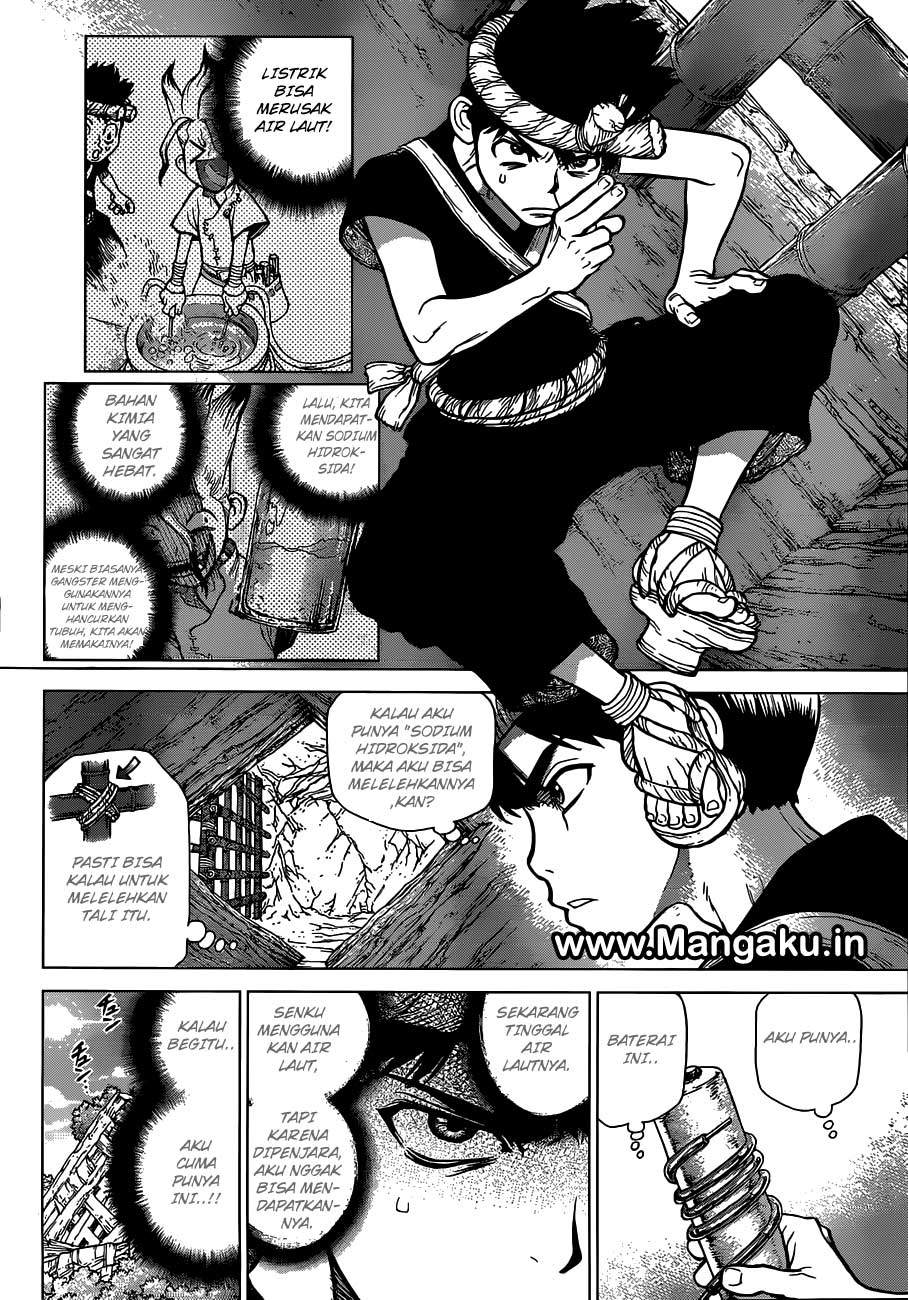 LISTRIK
BISA
MERUSAK
AIR LAUT!
LALU, KITA
MENDAPAT-
KAN SODIUM
HIDROK-
SIDA!
BAHAN
KIMIA
YANG
SANGAT
HEBAT.
MESKI BIASANYA
GANGSTER MENG-
GUNAKANNYA
UNTUK MENG-
HANCURKAN
TUBUH, KITA AKAN
MEMAKAINYA!
KALAU AKU
PUNYA "SODIUM
HIDROKSIDA",
MAKA AKU BISA
MELELEHKANNYA
,KAN?
PASTI BISA
KALAU UNTUK
MELELEHKAN
TALI ITU.
www.Mangaku.in
AKU PUNYA..
BATERAI
INI..
SEKARANG
TINGGAL
AIR
LAUTNYA.
SENKU
MENGGUNA
KAN AIR
LAUT,
TAPI
KARENA
DIPENJARA,
AKU NGGAK
BISA MEN-
DAPATKAN-
NYA.
KALAU
BEGITU..
AKU
CUMA
PUNYA
INI..!!